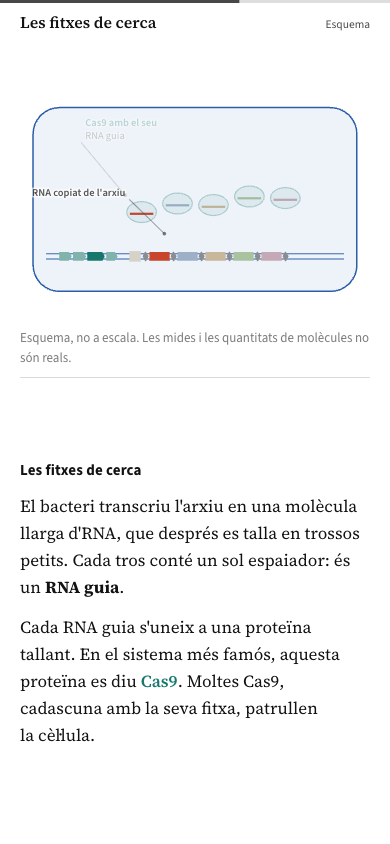 Les fitxes de cerca
Esquema
Cas9 amb el seu
RNA guia
RNA copiat de l'arxiu
Esquema, no a escala. Les mides i les quantitats de molècules no
són reals.
Les fitxes de cerca
El bacteri transcriu l'arxiu en una molècula
llarga d'RNA, que després es talla en trossos
petits. Cada tros conté un sol espaiador: és
un RNA guia.
Cada RNA guia s'uneix a una proteïna
tallant. En el sistema més famós, aquesta
proteïna es diu Cas9. Moltes Cas9,
cadascuna amb la seva fitxa, patrullen
la cèl·lula.